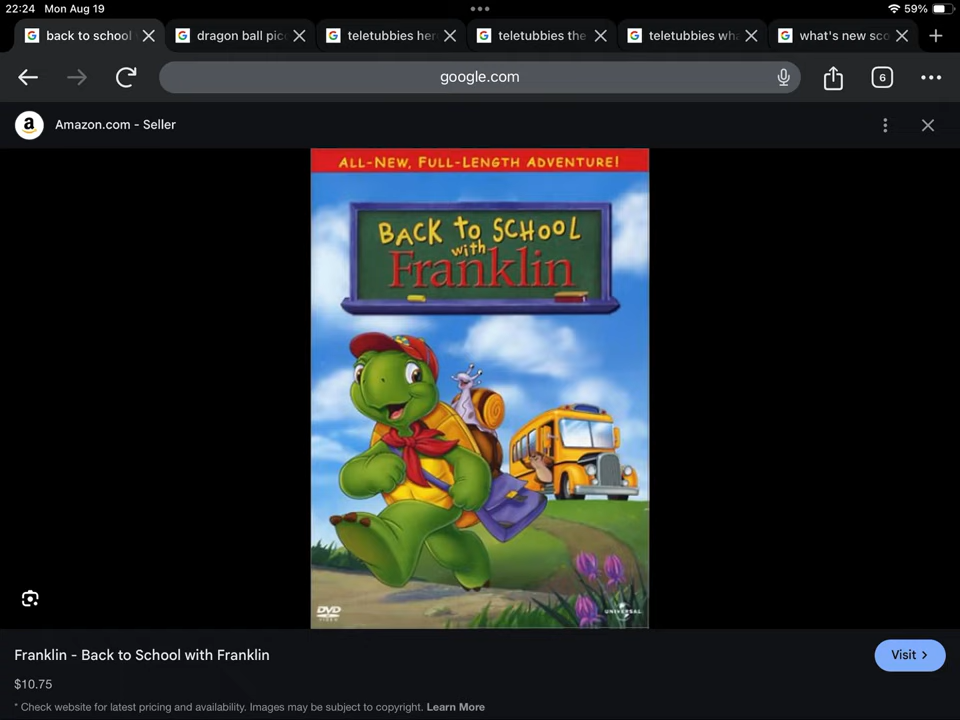 22:24 Mon Aug 19
59%
back to school
dragon ball pic
teletubbies her
teletubbies the
teletubbies wha
what's new sco
google.com
6
a
Amazon.com - Seller
ALL-NEW, FULL-LENGTH ADVENTURE!
BACK to SCHOOL
with
Franklin
DVD
VIDEO
UNIVERSAL
Franklin - Back to School with Franklin
Visit
$10.75
* Check website for latest pricing and availability. Images may be subject to copyright. Learn More